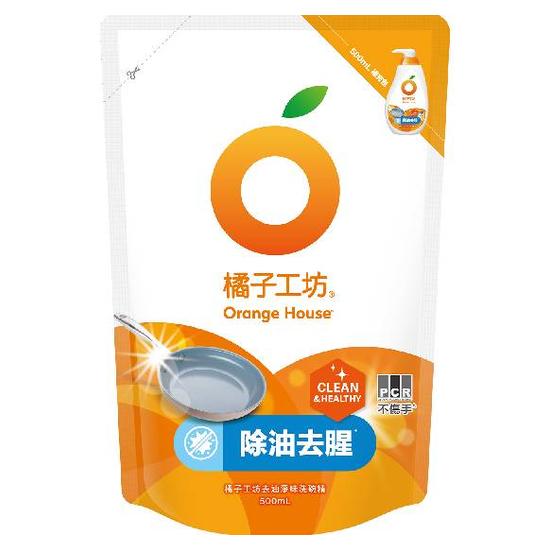 500mL 補充包
橘子工坊®
Orange House
CLEAN
& HEALTHY
PCR
不傷手
除油去腥*
橘子工坊去油淨味洗碗精
500mL